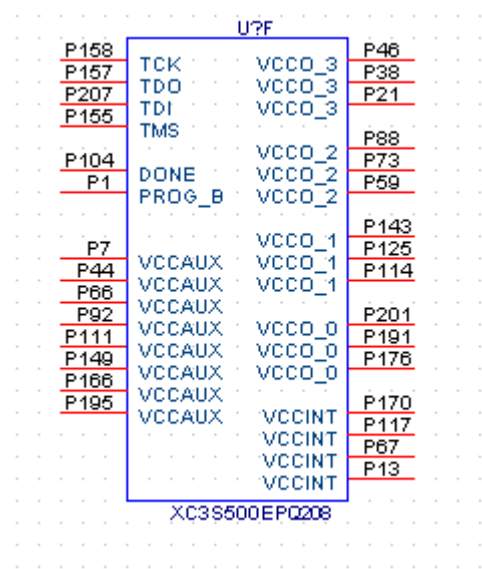 U?F
P158 TCK VCCO_3 P46
P157 TDO VCCO_3 P38
P207 TDI VCCO_3 P21
P155 TMS
VCCO_2 P88
P104 DONE VCCO_2 P73
P1 PROG_B VCCO_2 P59
VCCO_1 P143
P7 VCCAUX VCCO_1 P125
P44 VCCAUX VCCO_1 P114
P66 VCCAUX
P92 VCCAUX VCCO_0 P201
P111 VCCAUX VCCO_0 P191
P149 VCCAUX VCCO_0 P176
P166 VCCAUX
P195 VCCAUX VCCINT P170
VCCINT P117
VCCINT P67
VCCINT P13
XC3S500EPQ208